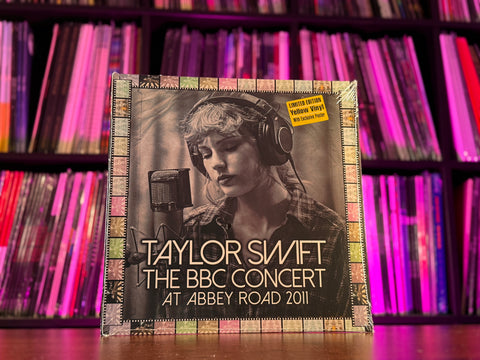 LIMITED EDITION
Yellow Vinyl
With Exclusive Poster
TAYLOR SWIFT
THE BBC CONCERT
AT ABBEY ROAD 2011